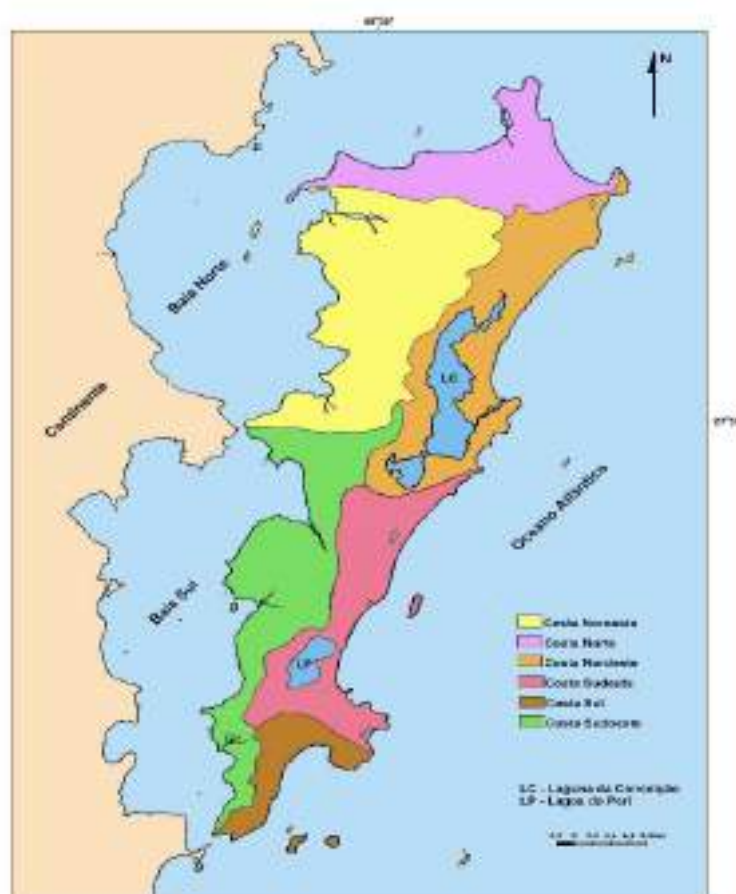 N
Baía Norte
LC
Continente
Oceano Atlântico
Baía Sul
Costa Noroeste
Costa Norte
Costa Nordeste
Costa Sudeste
LP
Costa Sul
Costa Sudoeste
LC - Laguna da Conceição
LP - Lagoa do Peri